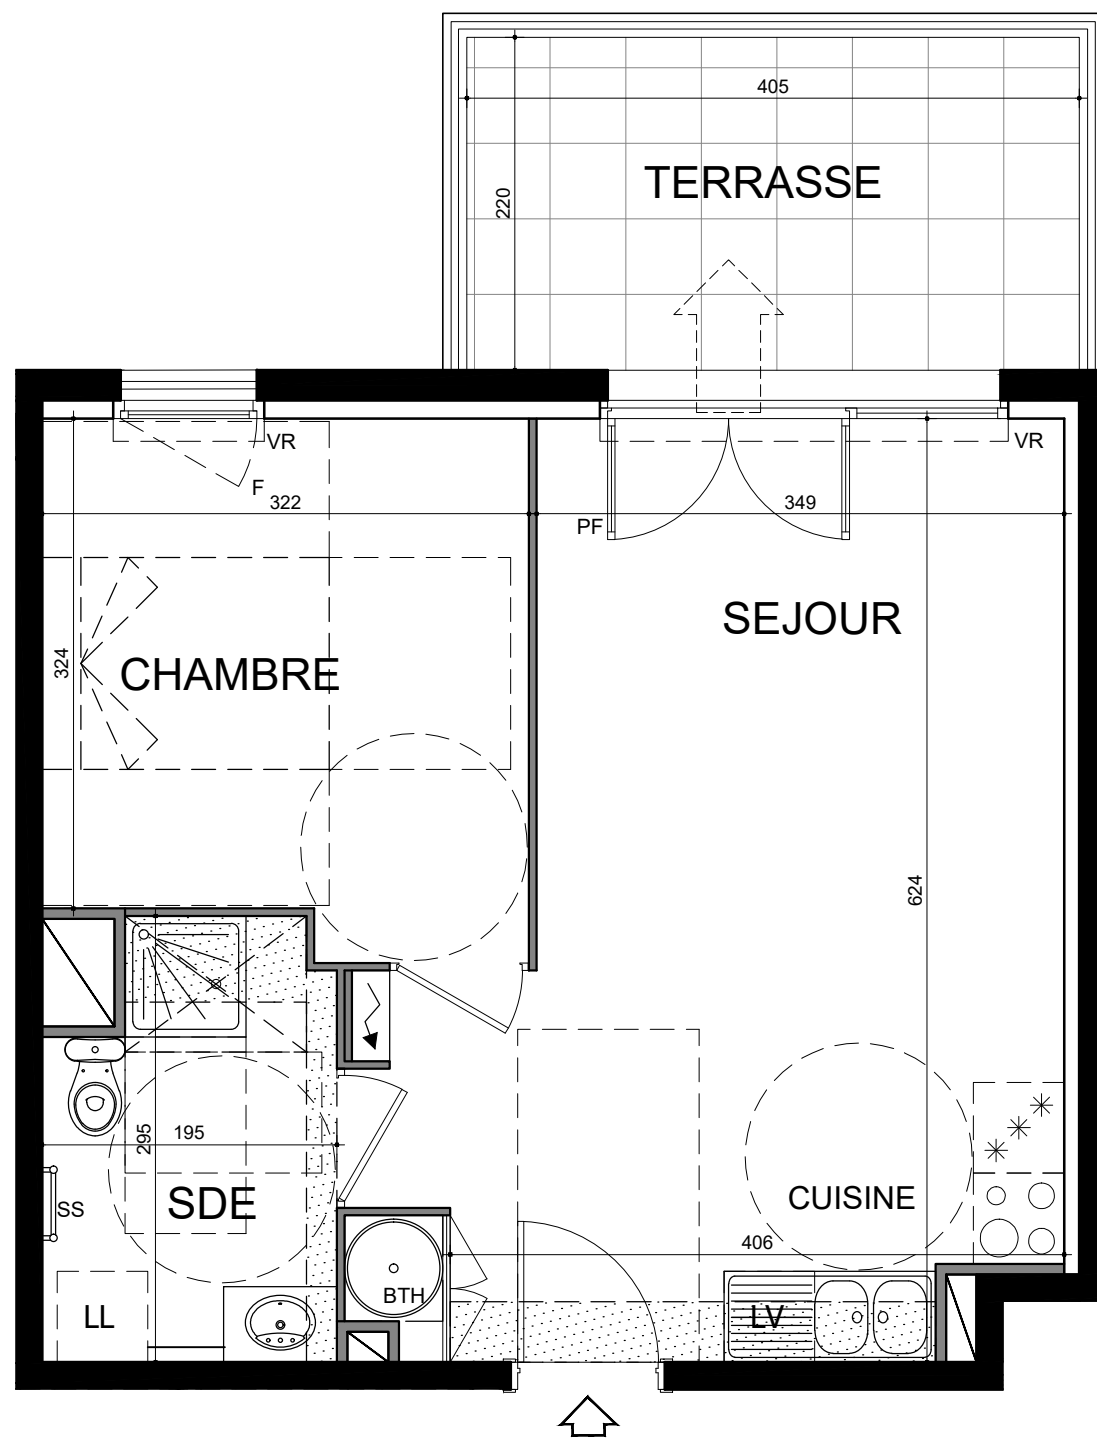 405
TERRASSE
220
VR
VR
F
322
349
PF
SEJOUR
324
CHAMBRE
624
295
195
SS
SDE
CUISINE
406
BTH
LL
LV